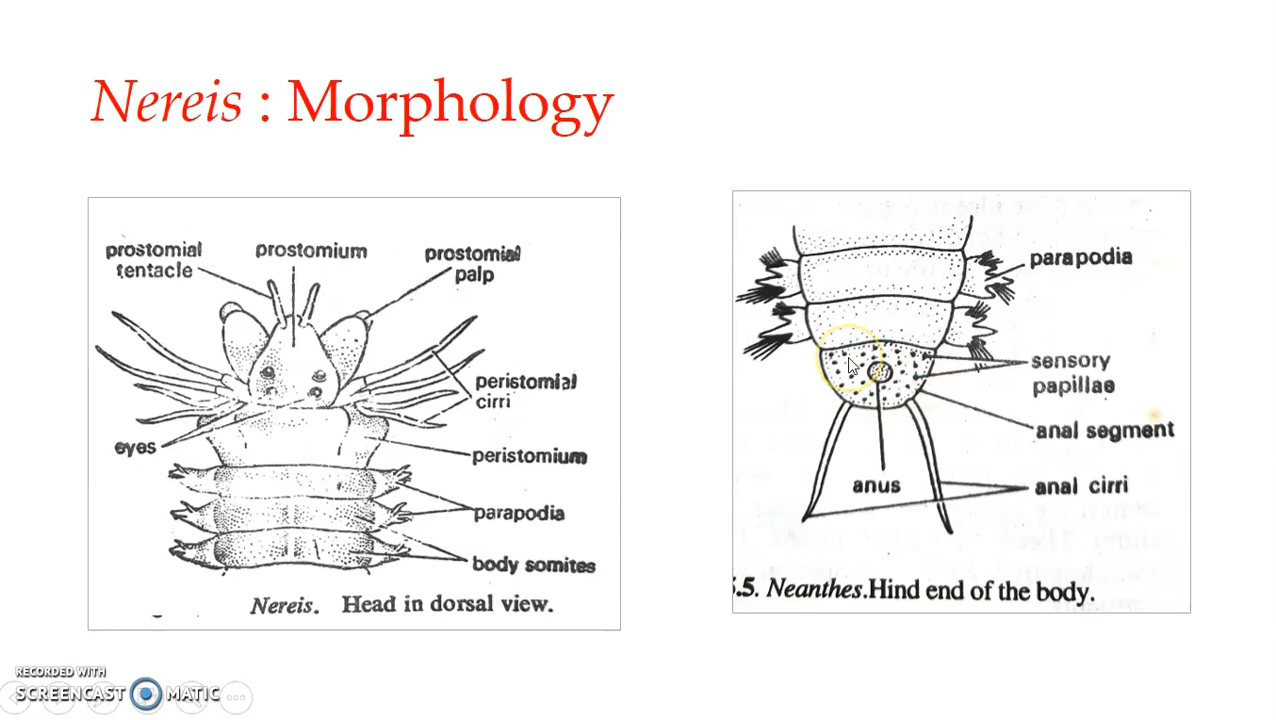 Nereis : Morphology
prostomial
tentacle
prostomium
prostomial
palp
peristomial
cirri
eyes
peristomium
parapodia
body somites
Nereis. Head in dorsal view.
parapodia
sensory
papillae
anal segment
anus
anal cirri
5.5. Neanthes.Hind end of the body.
RECORDED WITH
SCREENCAST MATIC